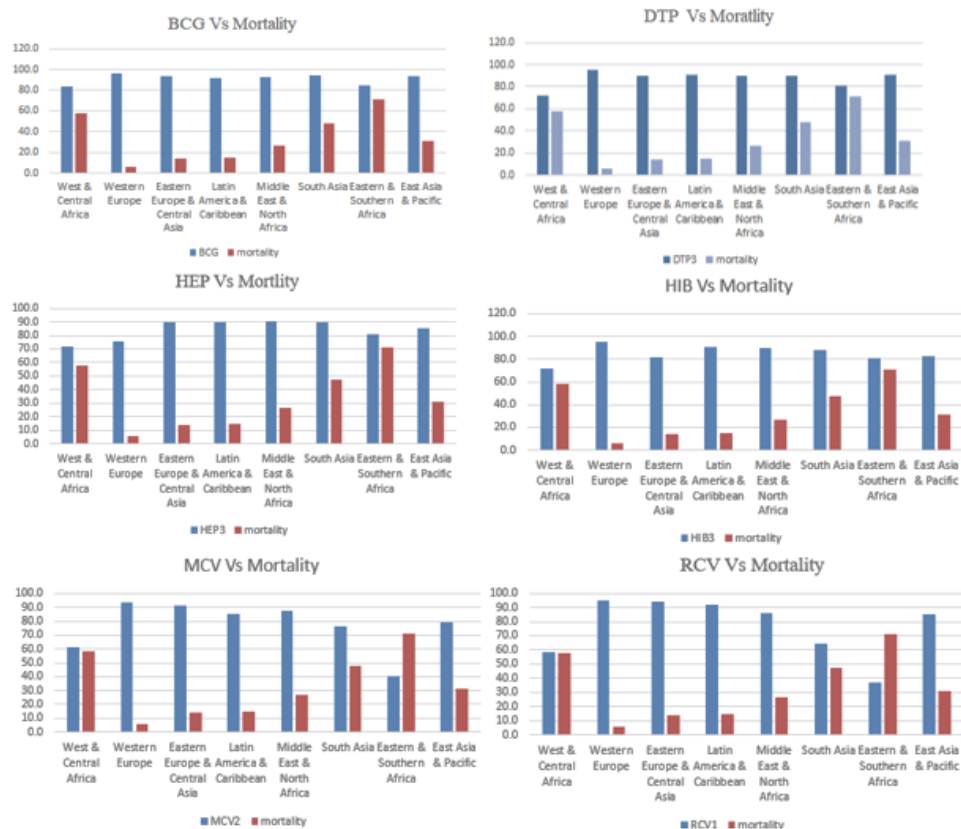 BCG Vs Mortality
120.0
100.0
80.0
60.0
40.0
20.0
0.0
West & Central Africa
Western Europe
Eastern Europe & Central Asia
Latin America & Caribbean
Middle East & North Africa
South Asia
Eastern & Southern Africa
East Asia & Pacific
BCG
mortality
DTP Vs Moratlity
120.0
100.0
80.0
60.0
40.0
20.0
0.0
West & Central Africa
Western Europe
Eastern Europe & Central Asia
Latin America & Caribbean
Middle East & North Africa
South Asia
Eastern & Southern Africa
East Asia & Pacific
DTP3
mortality
HEP Vs Mortlity
100.0
90.0
80.0
70.0
60.0
50.0
40.0
30.0
20.0
10.0
0.0
West & Central Africa
Western Europe
Eastern Europe & Central Asia
Latin America & Caribbean
Middle East & North Africa
South Asia
Eastern & Southern Africa
East Asia & Pacific
HEP3
mortality
HIB Vs Mortality
120.0
100.0
80.0
60.0
40.0
20.0
0.0
West & Central Africa
Western Europe
Eastern Europe & Central Asia
Latin America & Caribbean
Middle East & North Africa
South Asia
Eastern & Southern Africa
East Asia & Pacific
HIB3
mortality
MCV Vs Mortality
100.0
90.0
80.0
70.0
60.0
50.0
40.0
30.0
20.0
10.0
0.0
West & Central Africa
Western Europe
Eastern Europe & Central Asia
Latin America & Caribbean
Middle East & North Africa
South Asia
Eastern & Southern Africa
East Asia & Pacific
MCV2
mortality
RCV Vs Mortality
100.0
90.0
80.0
70.0
60.0
50.0
40.0
30.0
20.0
10.0
0.0
West & Central Africa
Western Europe
Eastern Europe & Central Asia
Latin America & Caribbean
Middle East & North Africa
South Asia
Eastern & Southern Africa
East Asia & Pacific
RCV1
mortality